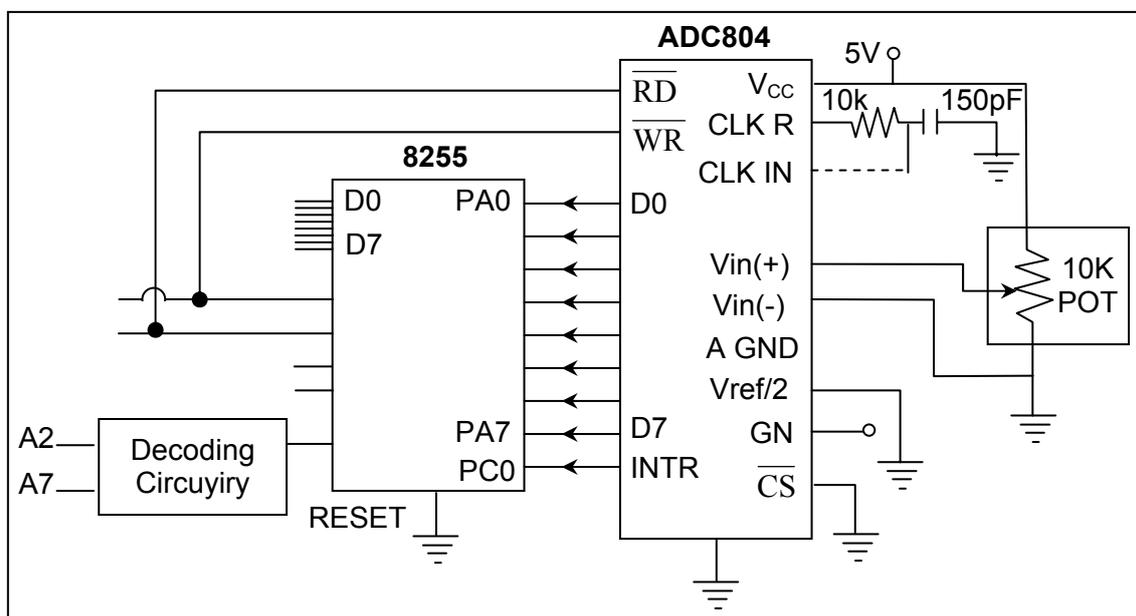 ADC804
5V
RD
VCC
10k
150pF
CLK R
WR
8255
CLK IN
D0
PA0
D0
D7
Vin(+)
10K
POT
Vin(-)
A GND
Vref/2
A2
Decoding
Circuyiry
PA7
D7
GN
A7
PC0
INTR
CS
RESET